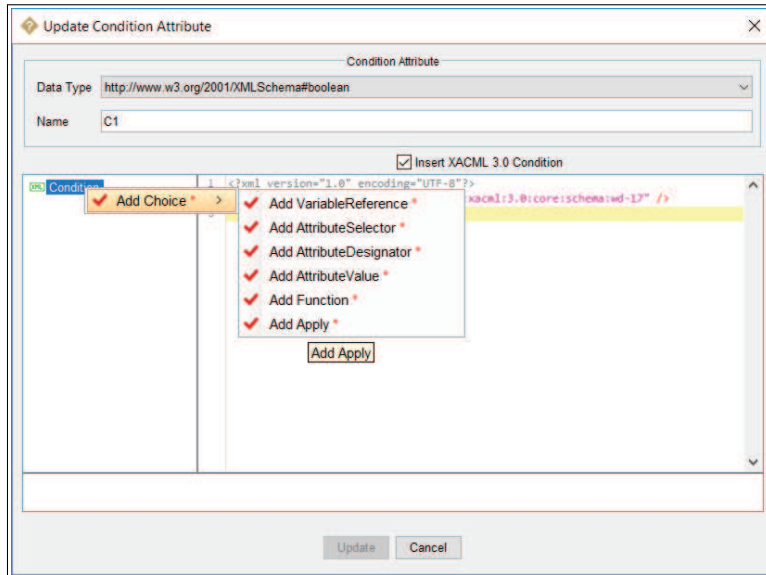 Update Condition Attribute
Condition Attribute
Data Type http://www.w3.org/2001/XMLSchema#boolean
Name C1
Insert XACML 3.0 Condition
Condition
1 <?xml version="1.0" encoding="UTF-8"?>
xacml:3.0:core:schema:wd-17" />
Add Choice * >
Add VariableReference *
Add AttributeSelector *
Add AttributeDesignator *
Add AttributeValue *
Add Function *
Add Apply *
Add Apply
Update Cancel